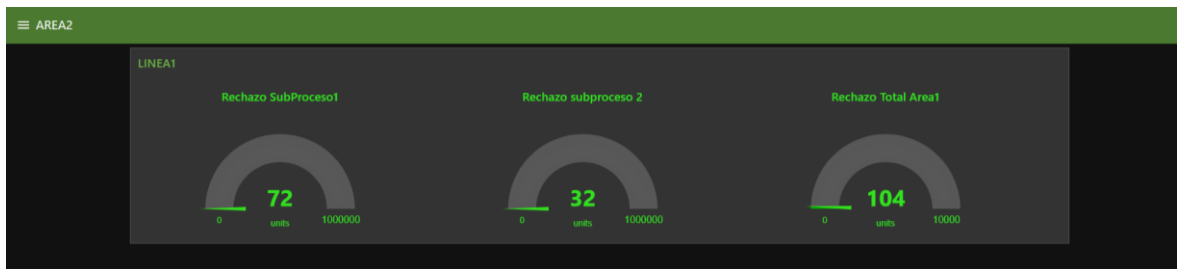 AREA2
LINEA1
Rechazo SubProceso1
72
0
units
1000000
Rechazo subproceso 2
32
0
units
1000000
Rechazo Total Area1
104
0
units
10000